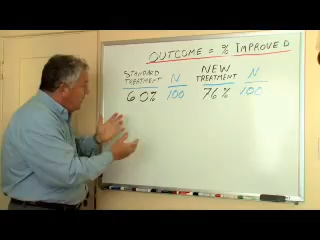 OUTCOME = % IMPROVED
STANDARD TREATMENT N NEW TREATMENT N
60% 100 76% 100